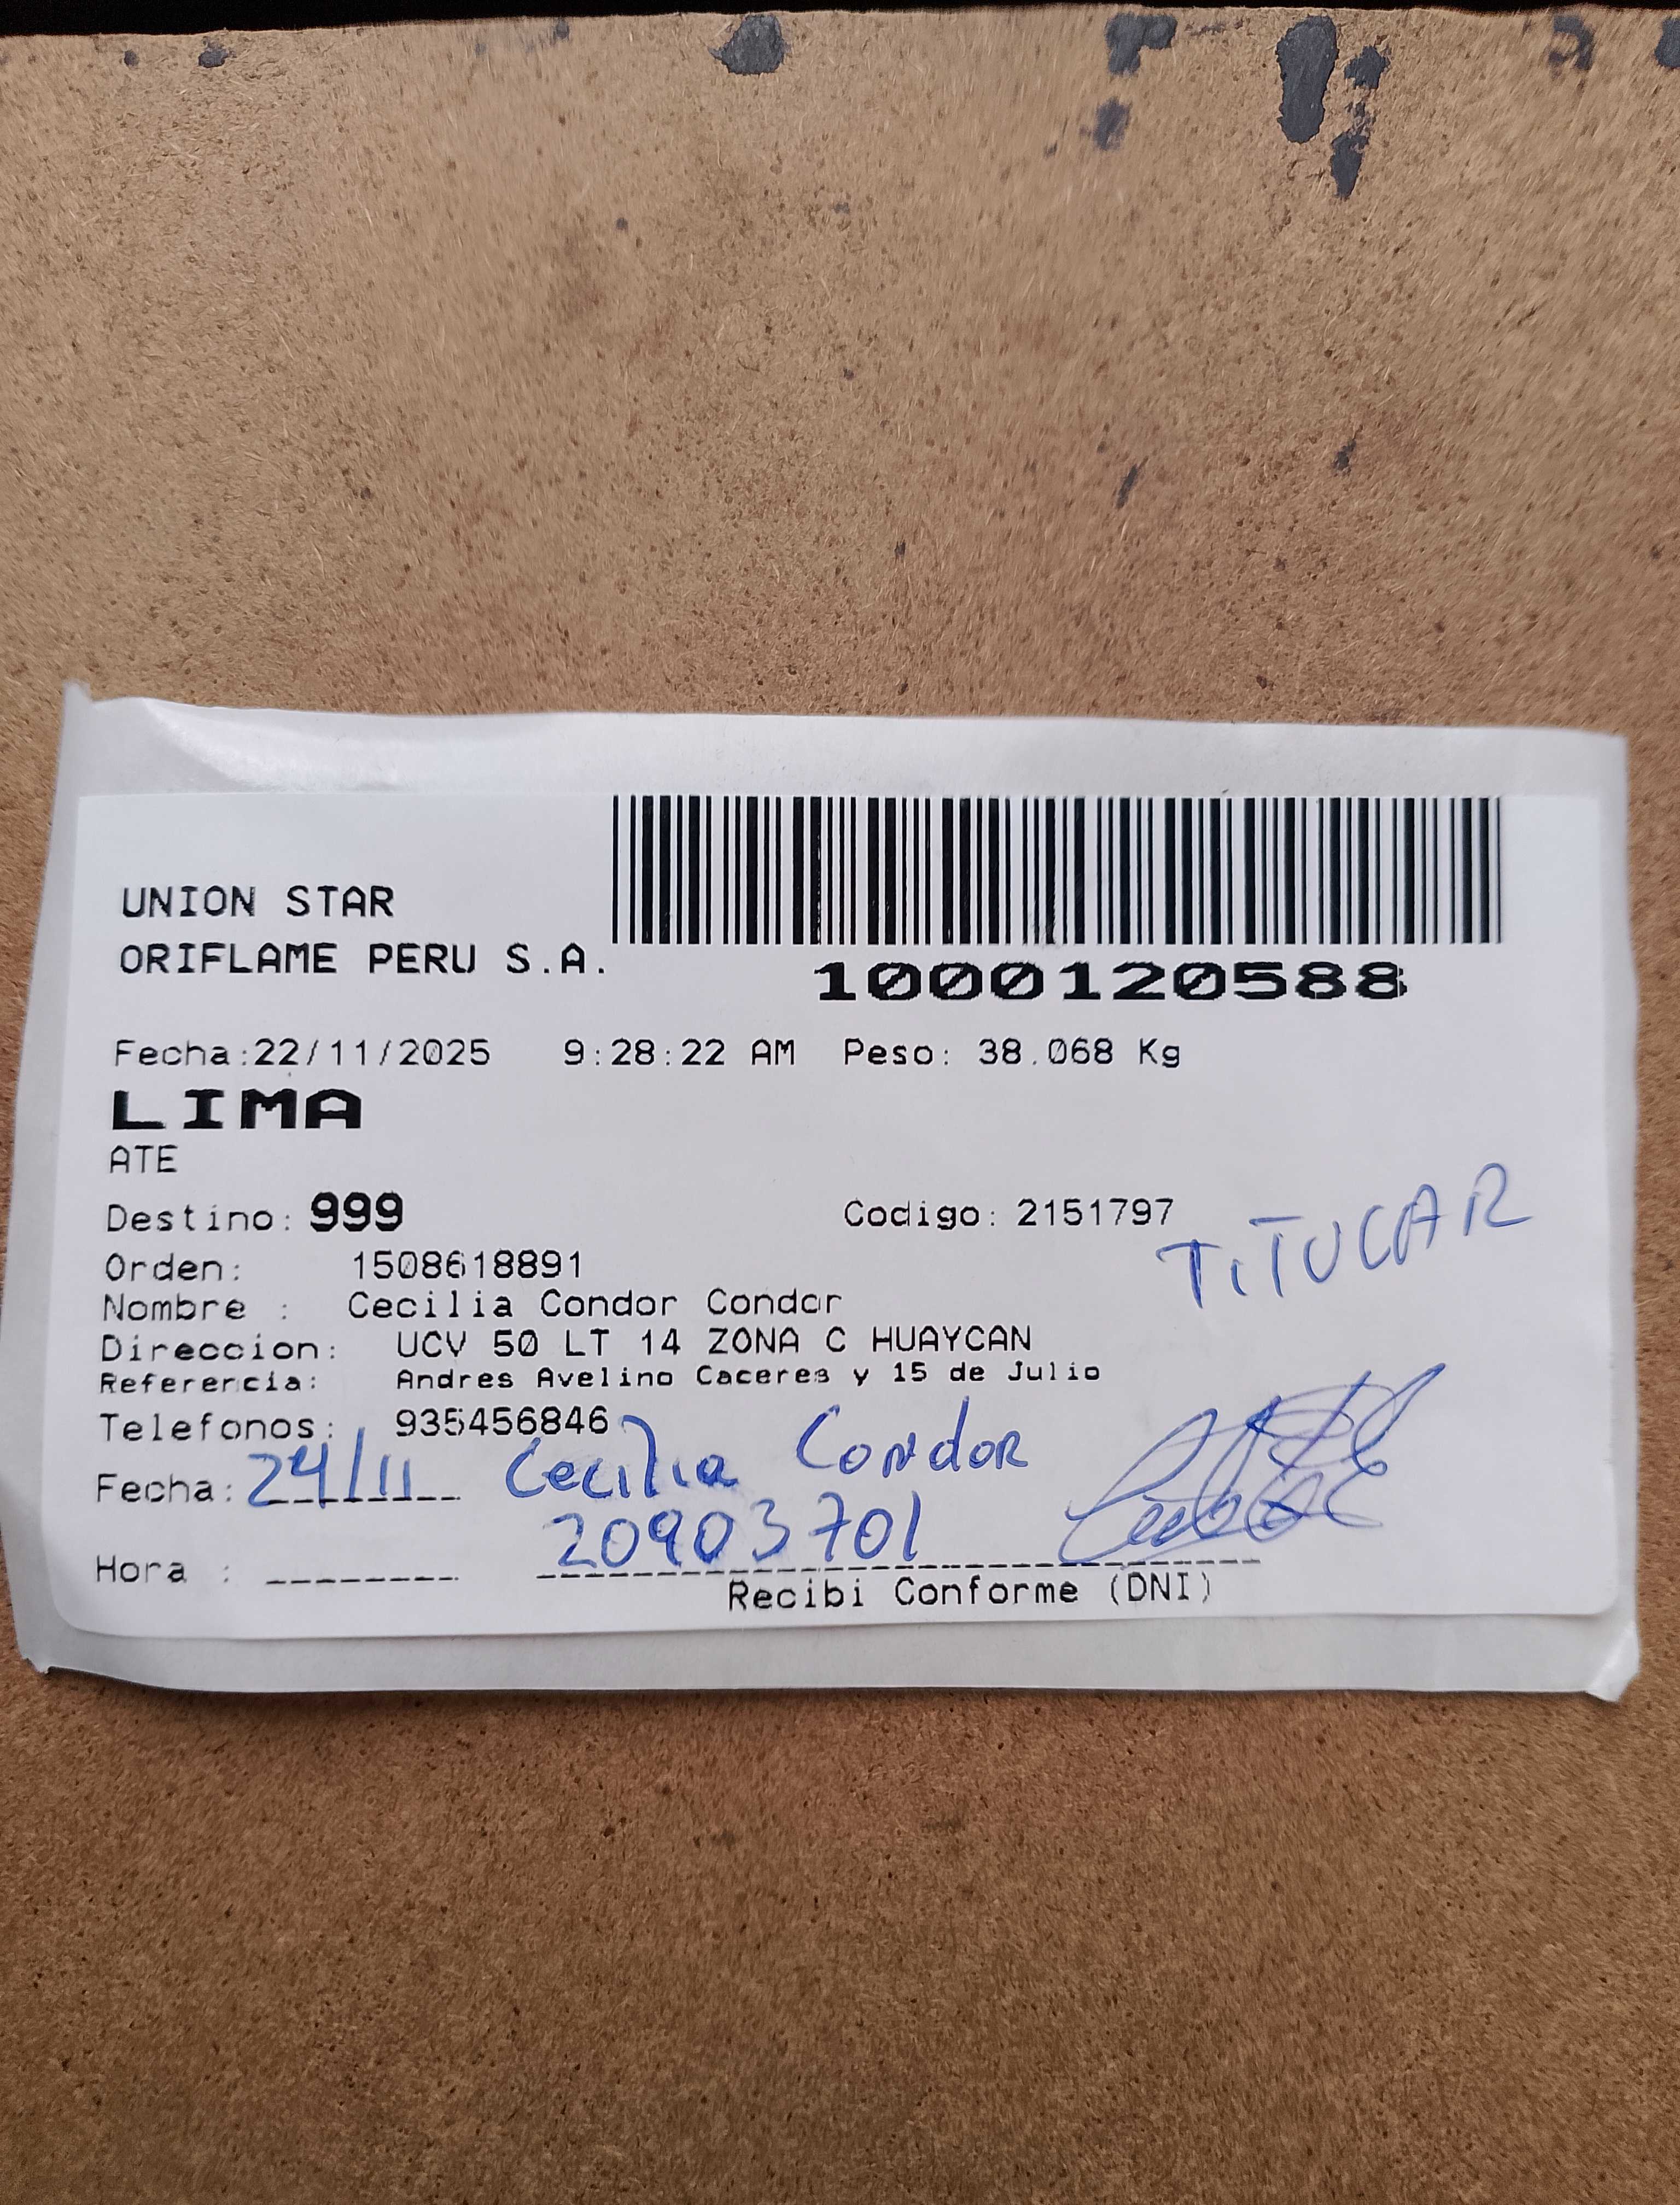 UNION STAR
ORIFLAME PERU S.A.
1000120588
Fecha:22/11/2025 9:28:22 AM Peso: 38.068 Kg
LIMA
ATE
Destino: 999 Codigo: 2151797
TiTUCAR
Orden: 1508618891
Nombre : Cecilia Condor Condor
Direccion: UCV 50 LT 14 ZONA C HUAYCAN
Referencia: Andres Avelino Caceres y 15 de Julio
Telefonos: 935456846
Fecha: 24/11 Cecilia Condor
20903701
Hora :
Recibi Conforme (DNI)